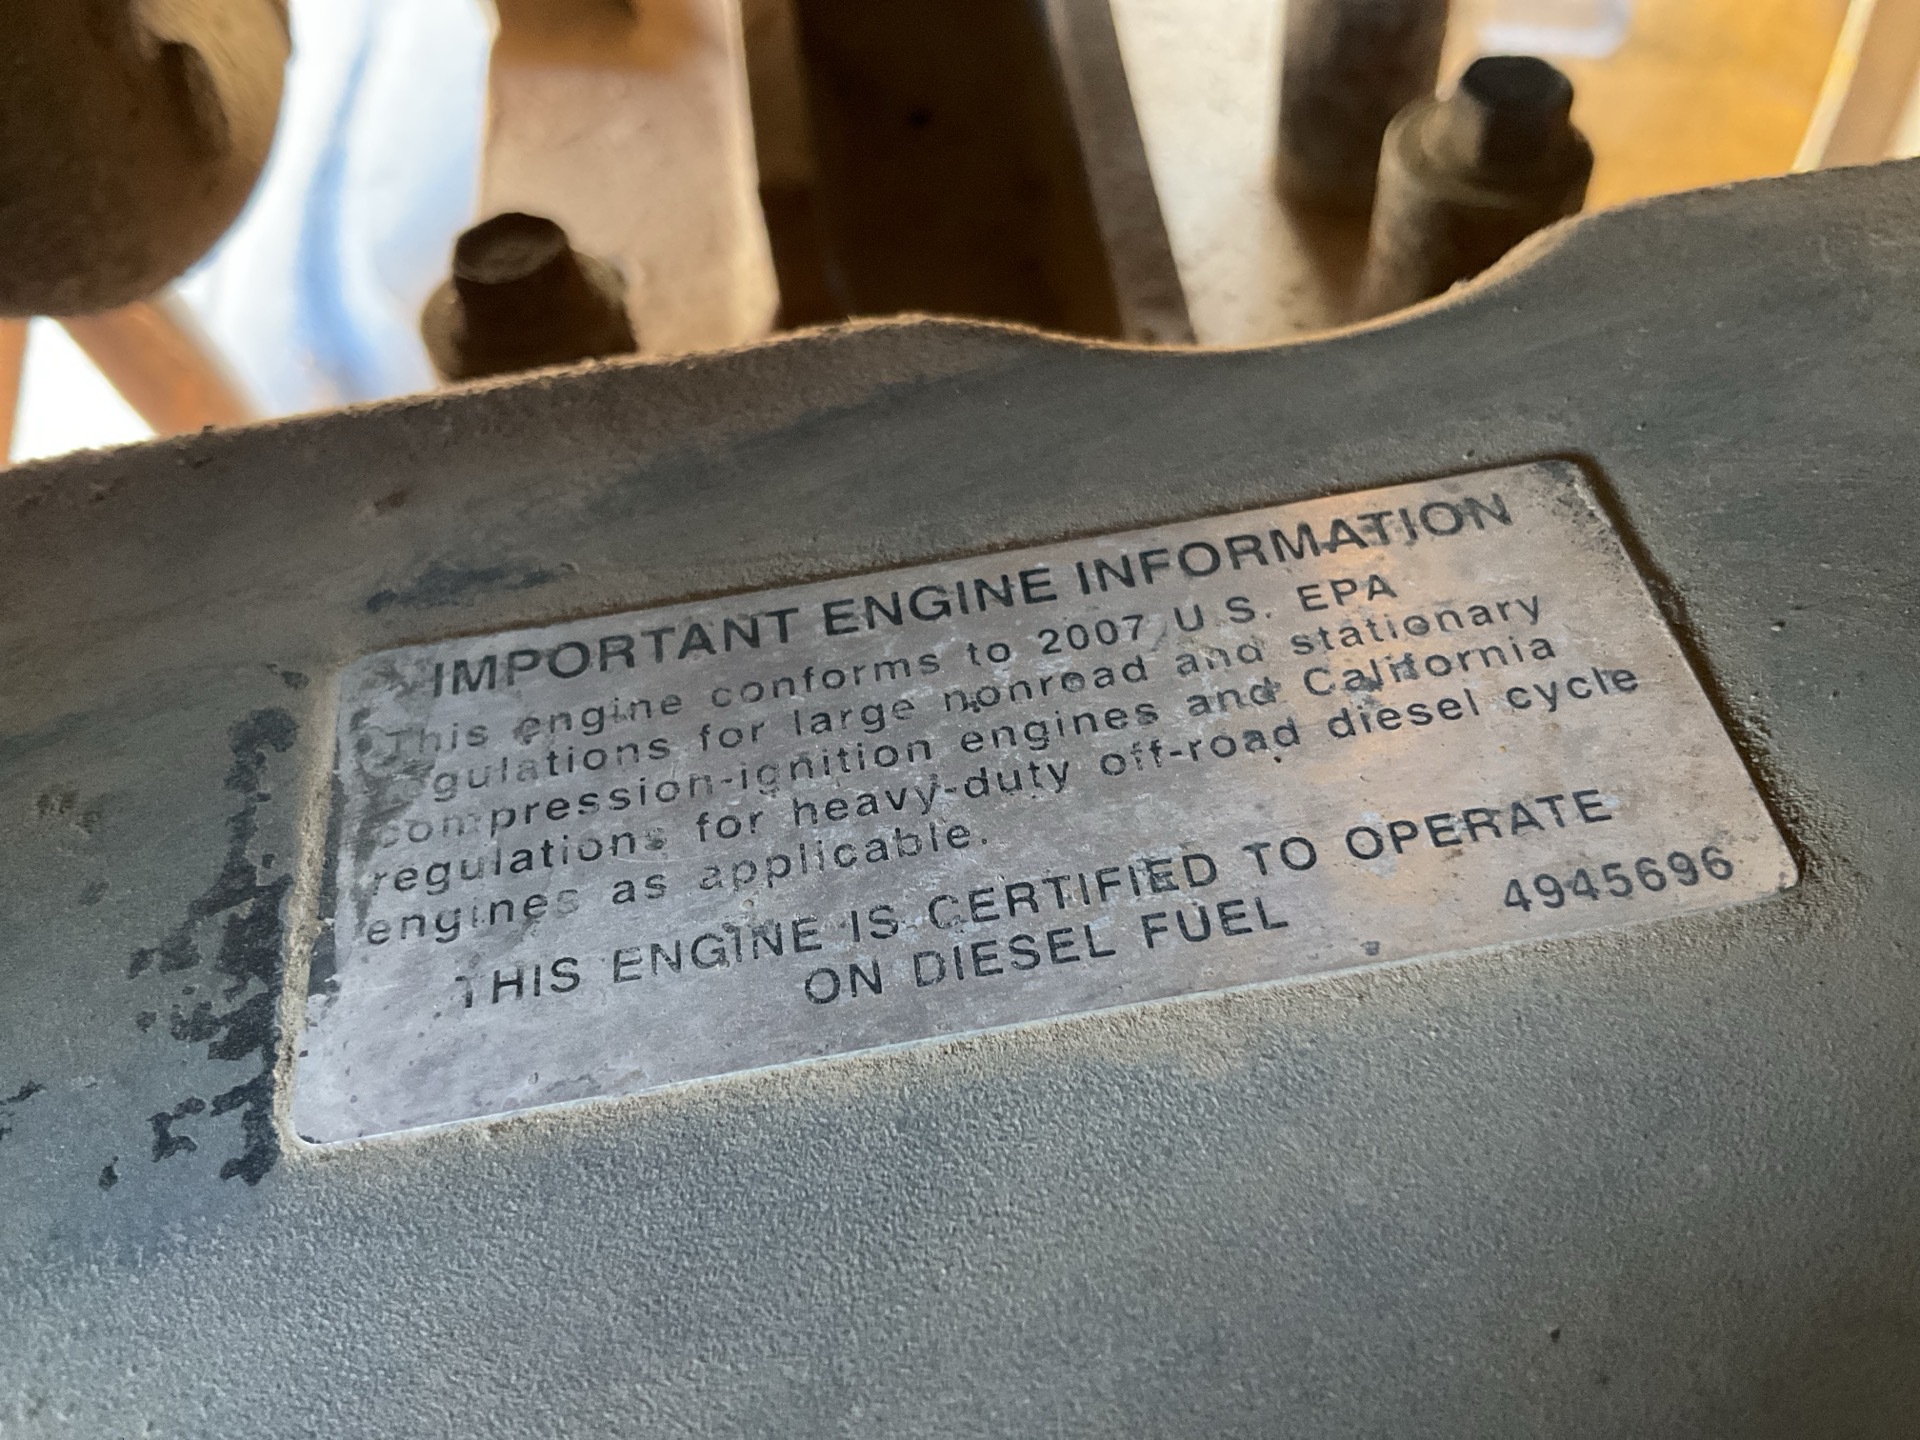 IMPORTANT ENGINE INFORMATION
This engine conforms to 2007 U.S. EPA
gulations for large nonroad and stationary
compression-ignition engines and California
regulations for heavy-duty off-road diesel cycle
engines as applicable.
THIS ENGINE IS CERTIFIED TO OPERATE
ON DIESEL FUEL
4945696